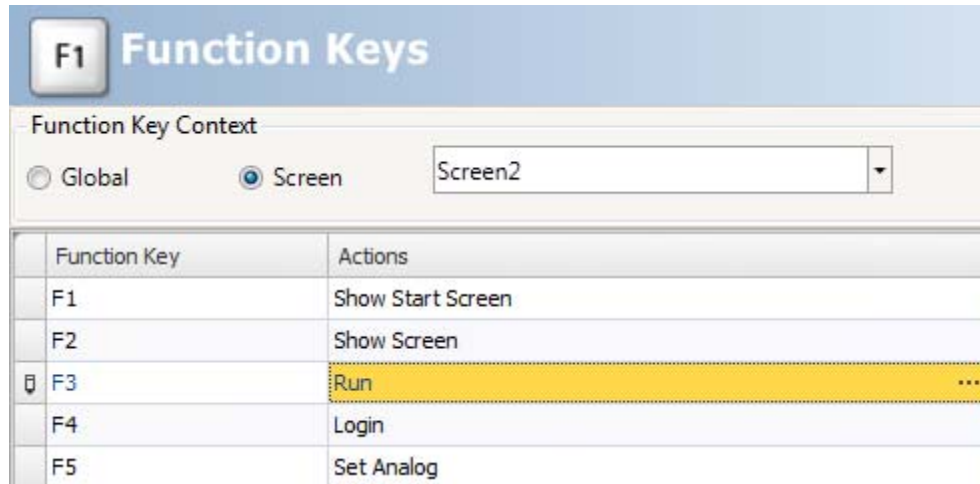 F1 Function Keys
Function Key Context
Global Screen Screen2
Function Key Actions
F1 Show Start Screen
F2 Show Screen
F3 Run ...
F4 Login
F5 Set Analog